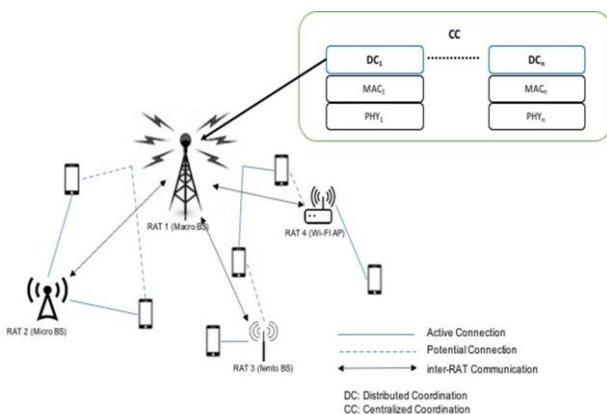 CC
DC1 DCn
MAC1 MACn
PHY1 PHYn
RAT 1 (Macro BS)
RAT 4 (Wi-FI AP)
RAT 2 (Micro BS)
RAT 3 (femto BS)
Active Connection
Potential Connection
inter-RAT Communication
DC: Distributed Coordination
CC: Centralized Coordination